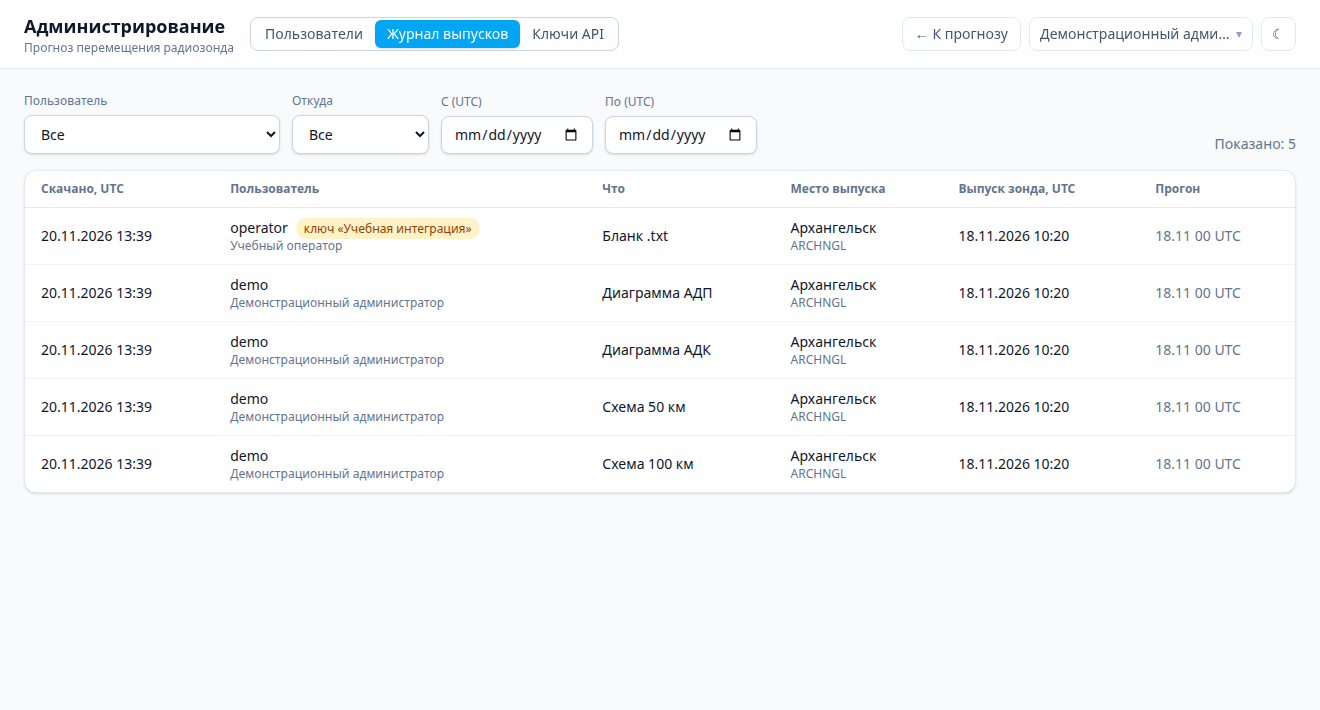 Администрирование
Прогноз перемещения радиозонда
Пользователи Журнал выпусков Ключи API
← К прогнозу Демонстрационный адми... ▾ ☾
Пользователь Откуда С (UTC) По (UTC)
Все Все mm/dd/yyyy mm/dd/yyyy
Показано: 5
Скачано, UTC Пользователь Что Место выпуска Выпуск зонда, UTC Прогон
20.11.2026 13:39 operator ключ «Учебная интеграция» Бланк .txt Архангельск 18.11.2026 10:20 18.11 00 UTC
Учебный оператор ARCHNGL
20.11.2026 13:39 demo Диаграмма АДП Архангельск 18.11.2026 10:20 18.11 00 UTC
Демонстрационный администратор ARCHNGL
20.11.2026 13:39 demo Диаграмма АДК Архангельск 18.11.2026 10:20 18.11 00 UTC
Демонстрационный администратор ARCHNGL
20.11.2026 13:39 demo Схема 50 км Архангельск 18.11.2026 10:20 18.11 00 UTC
Демонстрационный администратор ARCHNGL
20.11.2026 13:39 demo Схема 100 км Архангельск 18.11.2026 10:20 18.11 00 UTC
Демонстрационный администратор ARCHNGL